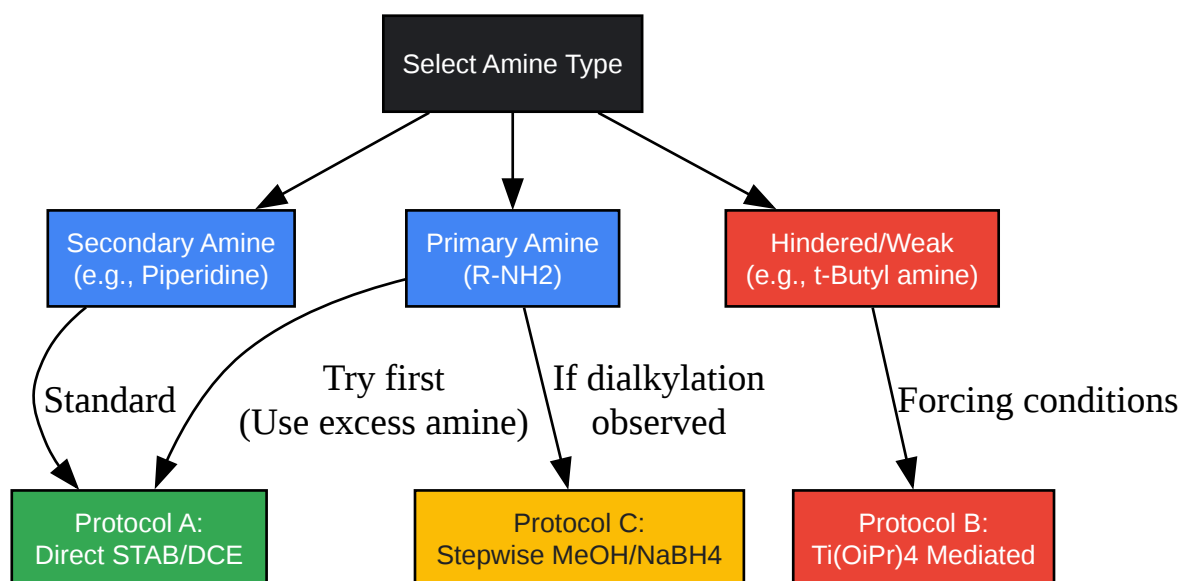 Select Amine Type
Secondary Amine
(e.g., Piperidine)
Primary Amine
(R-NH2)
Hindered/Weak
(e.g., t-Butyl amine)
Standard
Try first
(Use excess amine)
If dialkylation
observed
Forcing conditions
Protocol A:
Direct STAB/DCE
Protocol C:
Stepwise MeOH/NaBH4
Protocol B:
Ti(OiPr)4 Mediated